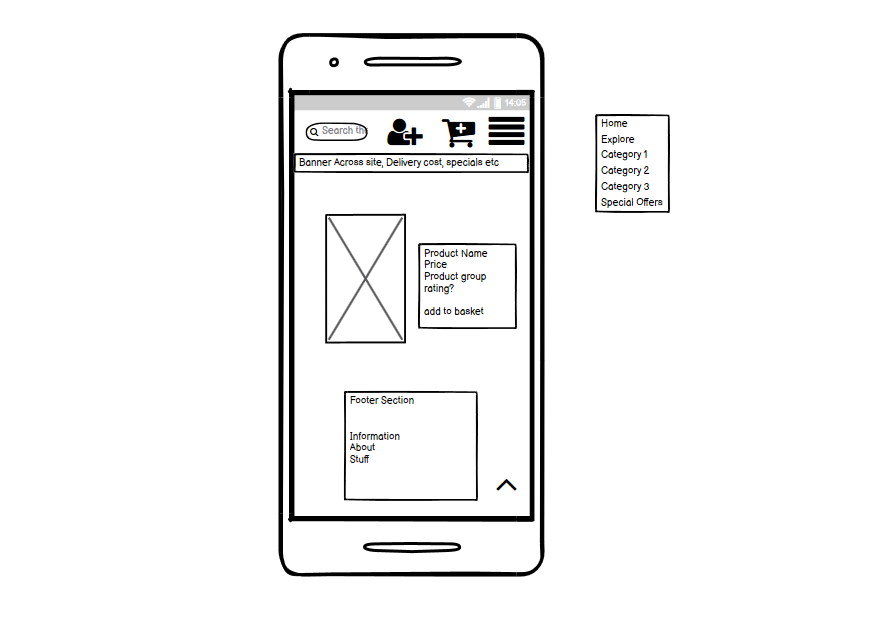 14:05
Search th
Banner Across site, Delivery cost, specials etc
Product Name
Price
Product group
rating?
add to basket
Footer Section
Information
About
Stuff
Home
Explore
Category 1
Category 2
Category 3
Special Offers